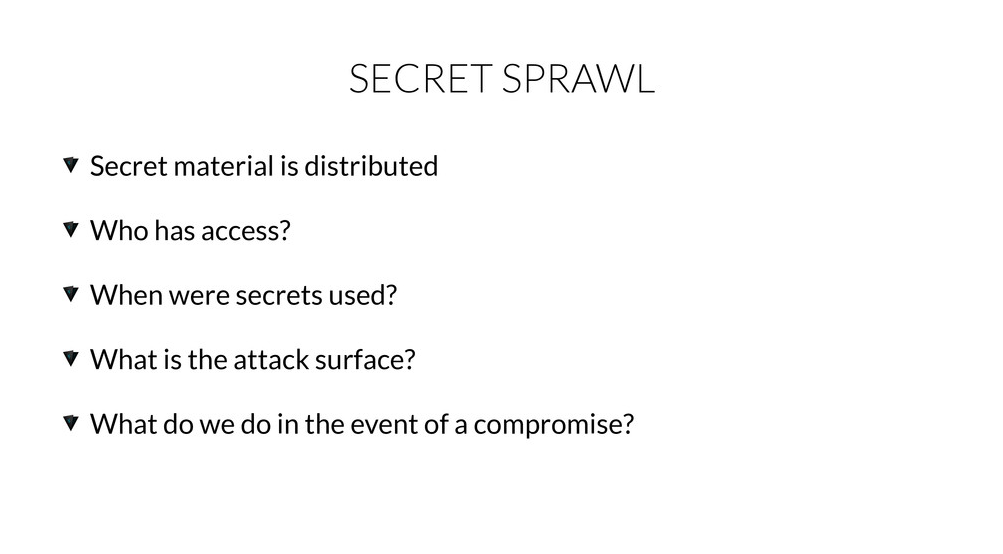 SECRET SPRAWL
Secret material is distributed
Who has access?
When were secrets used?
What is the attack surface?
What do we do in the event of a compromise?